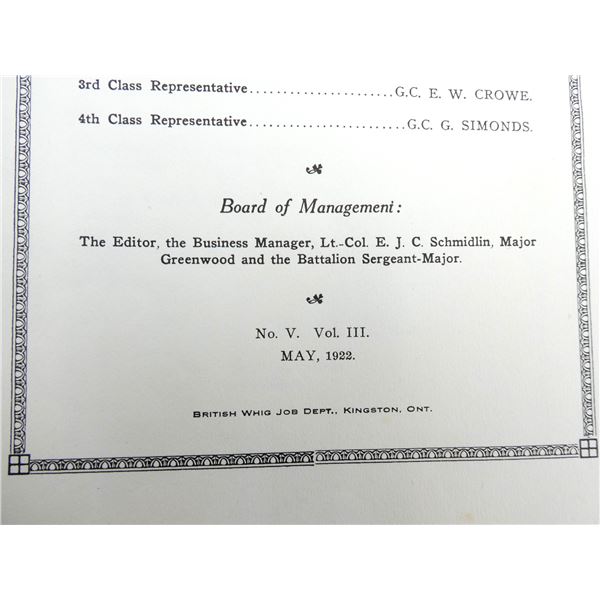 3rd Class Representative......................G.C. E. W. CROWE.
4th Class Representative........................G.C. G. SIMONDS.
Board of Management:
The Editor, the Business Manager, Lt.-Col. E. J. C. Schmidlin, Major
Greenwood and the Battalion Sergeant-Major.
No. V. Vol. III.
MAY, 1922.
BRITISH WHIG JOB DEPT., KINGSTON, ONT.